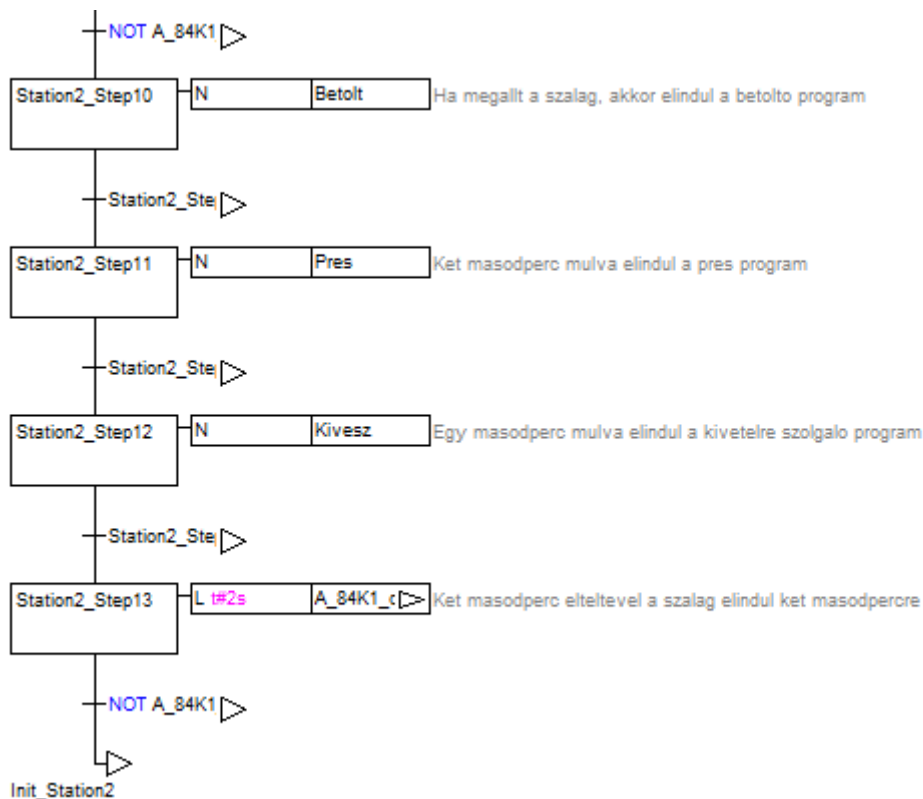 NOT A_84K1
Station2_Step10 N Betolt Ha megallt a szalag, akkor elindul a betolto program
Station2_Ste
Station2_Step11 N Pres Ket masodperc mulva elindul a pres program
Station2_Ste
Station2_Step12 N Kivesz Egy masodperc mulva elindul a kivetelre szolgalo program
Station2_Ste
Station2_Step13 L t#2s A_84K1_c Ket masodperc elteltevel a szalag elindul ket masodpercre
NOT A_84K1
Init_Station2